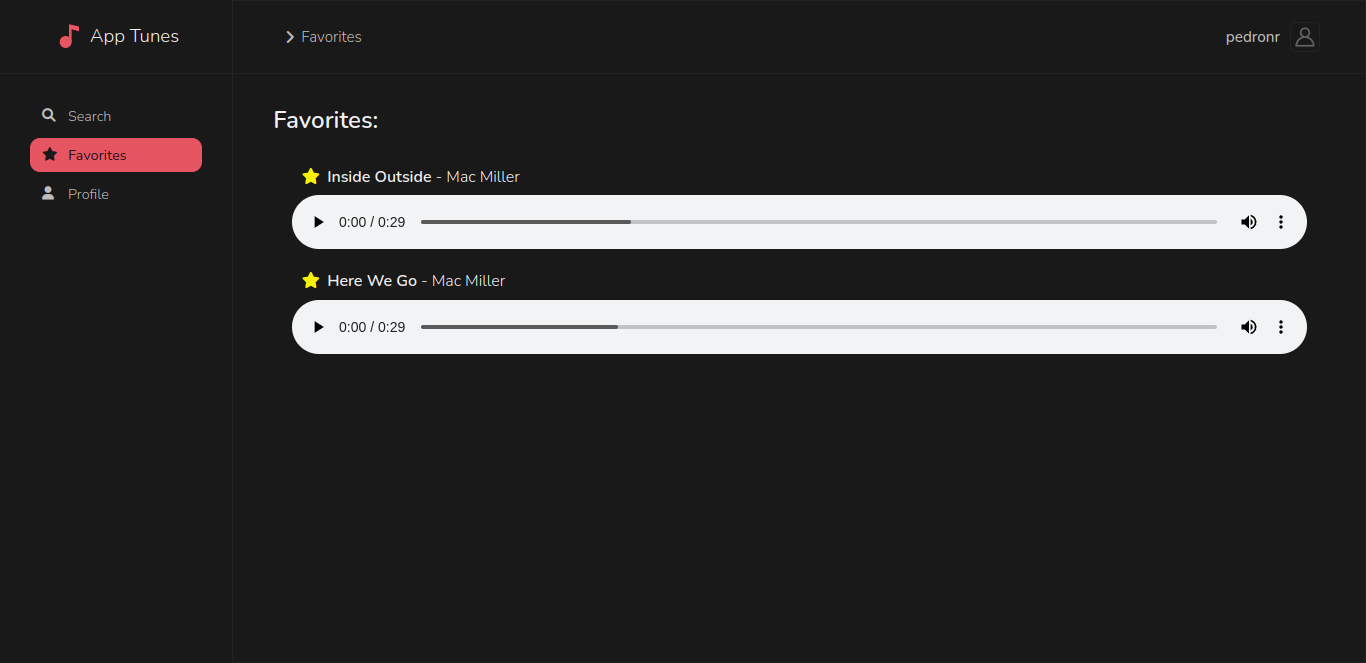 App Tunes
Favorites
pedronr
Search
Favorites
Profile
Favorites:
Inside Outside - Mac Miller
0:00 / 0:29
Here We Go - Mac Miller
0:00 / 0:29